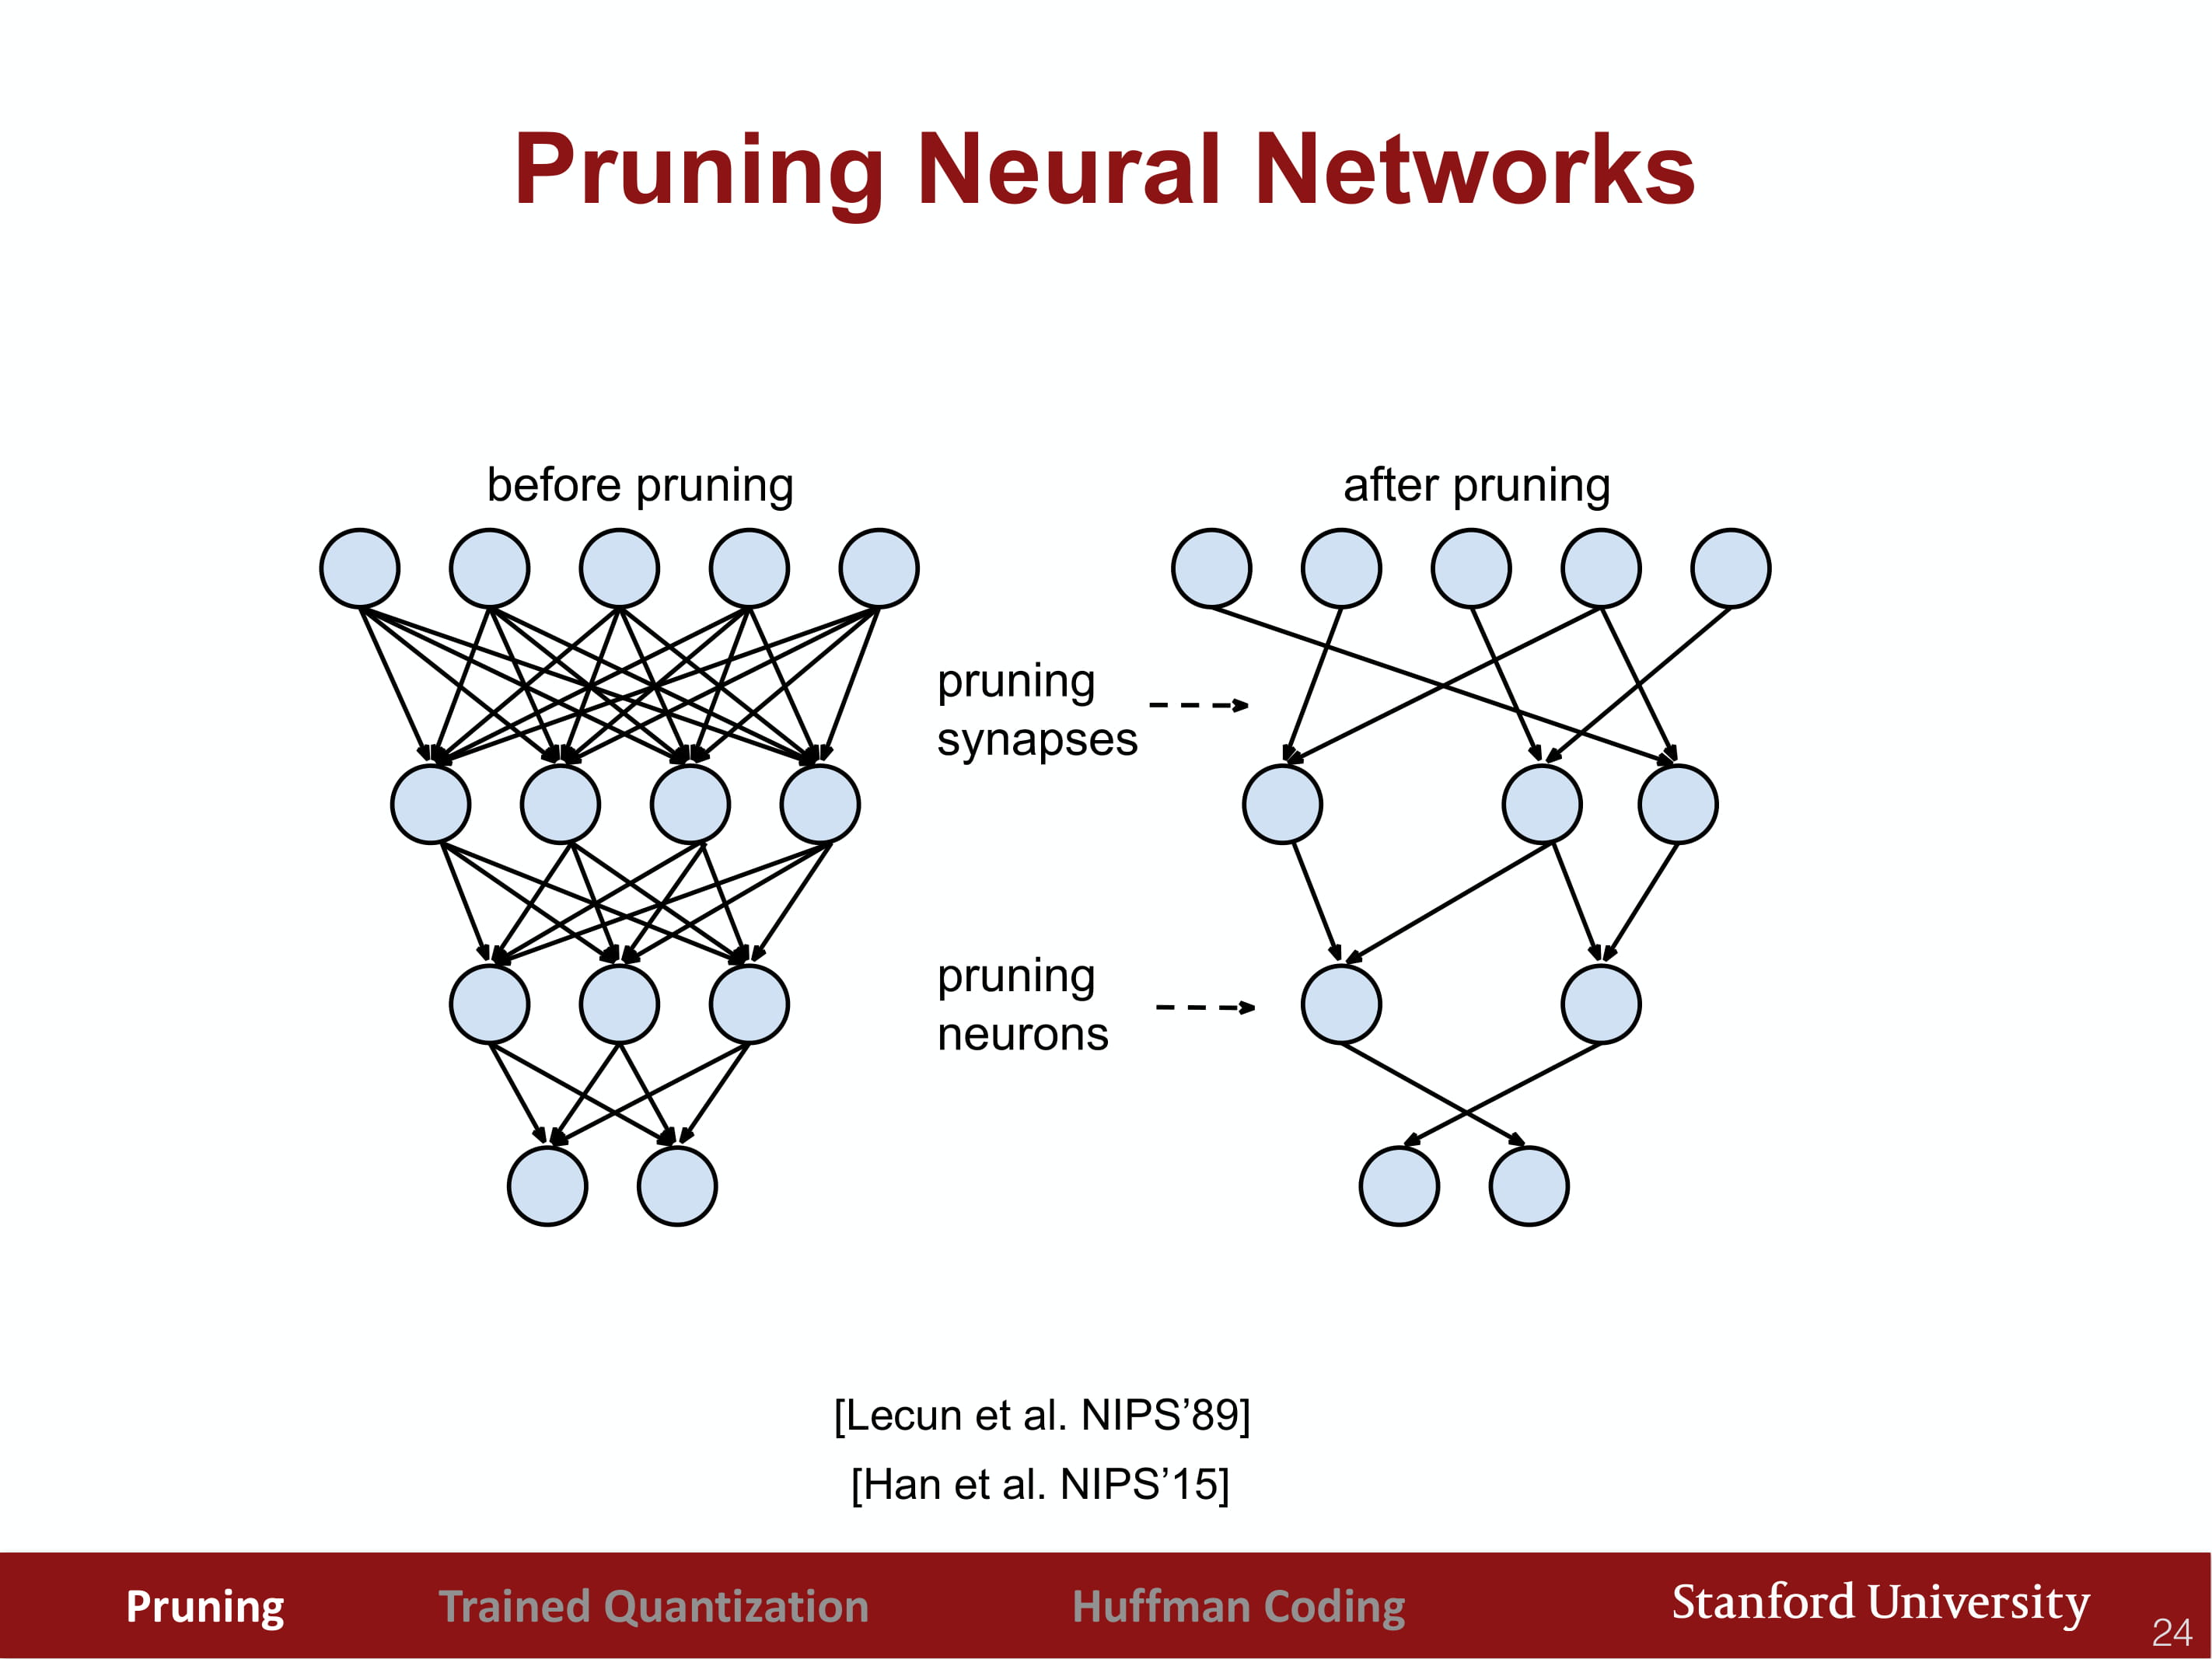 Pruning Neural Networks
before pruning
after pruning
pruning
synapses
pruning
neurons
[Lecun et al. NIPS’89]
[Han et al. NIPS’15]
Pruning
Trained Quantization
Huffman Coding
Stanford University
24